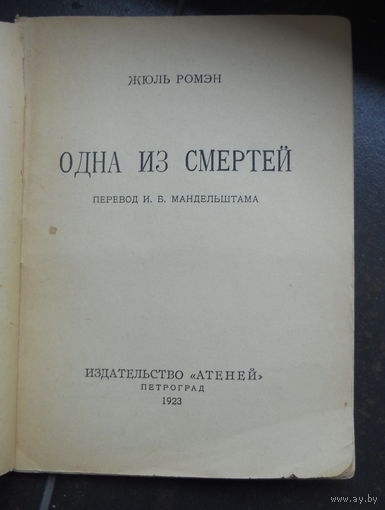 ЖЮЛЬ РОМЭН
ОДНА ИЗ СМЕРТЕЙ
ПЕРЕВОД И. Б. МАНДЕЛЬШТАМА
ИЗДАТЕЛЬСТВО «АТЕНЕЙ»
ПЕТРОГРАД
1923
www.ay.by